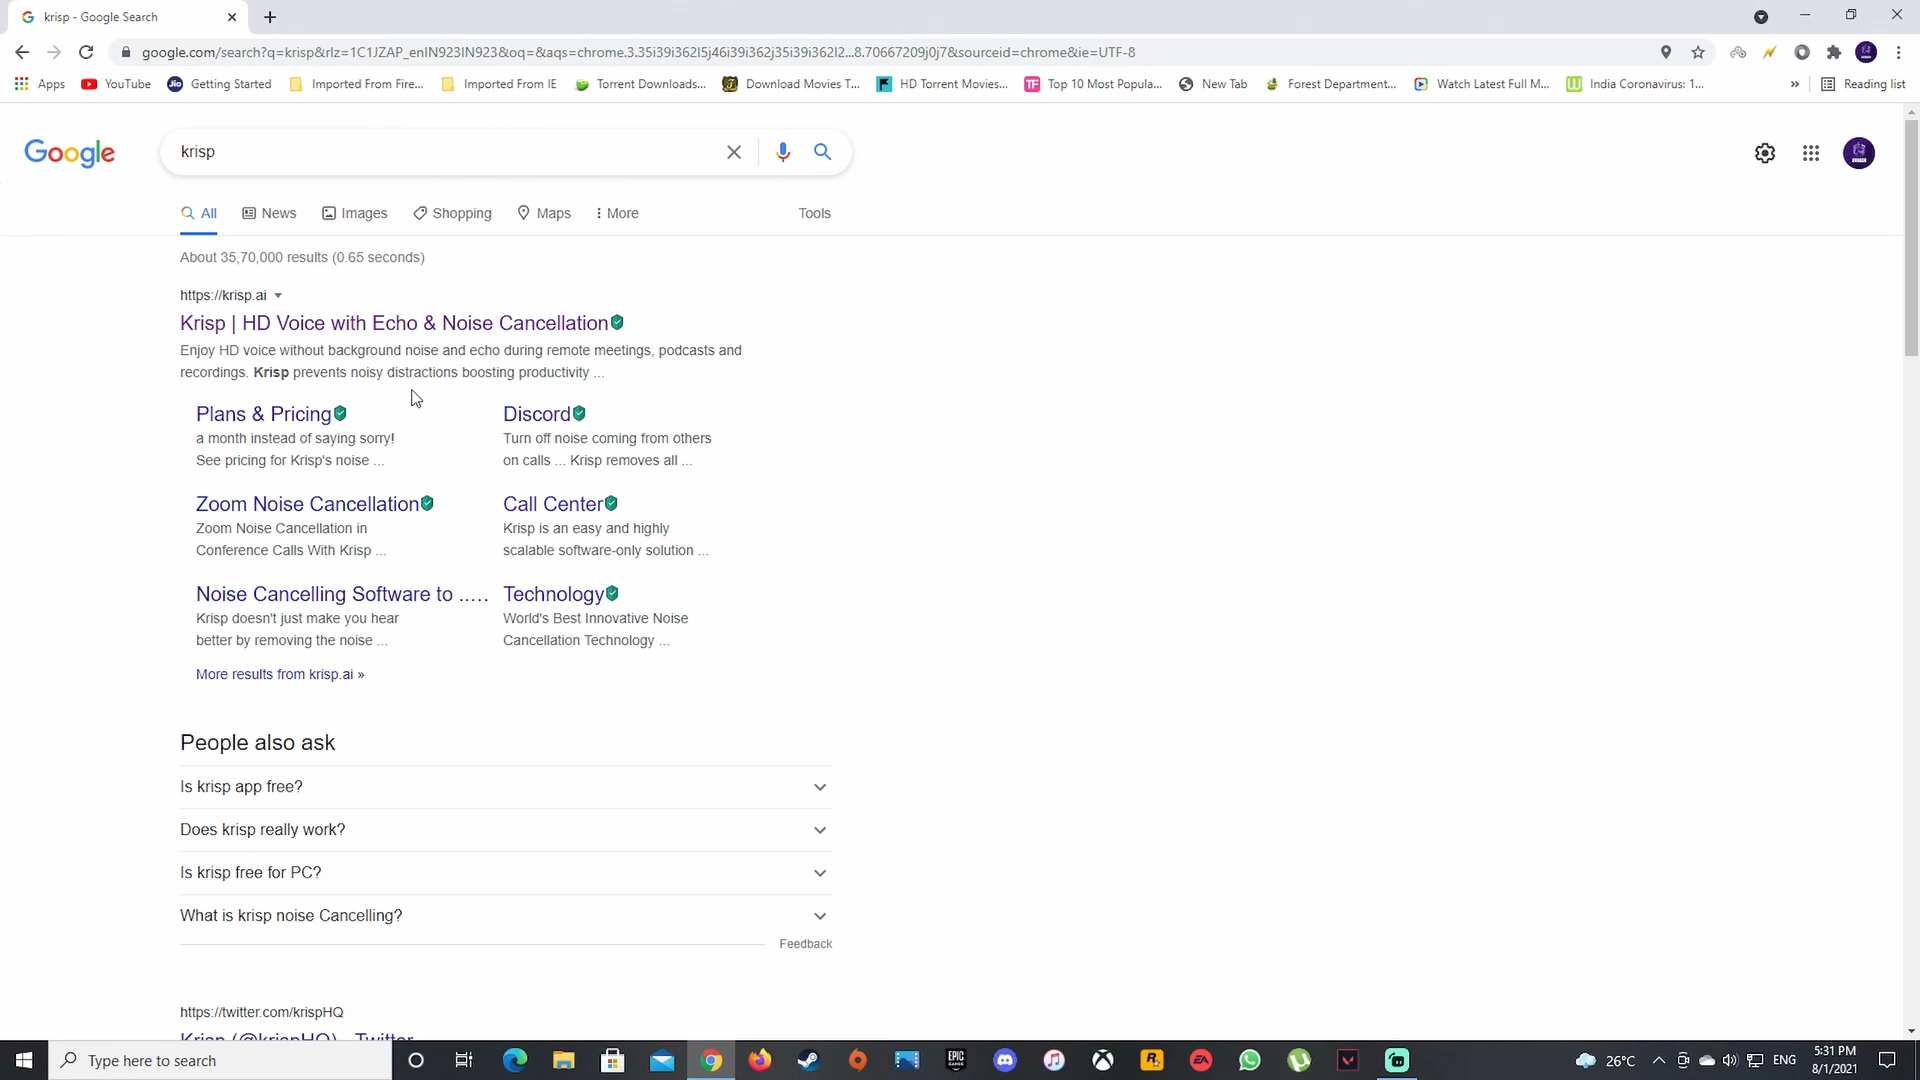 krisp - Google Search
google.com/search?q=krisp&rlz=1C1JZAP_enIN923IN923&oq=&aqs=chrome.3.35i39i362l5j46i39i362j35i39i362l2...8.70667209j0j7&sourceid=chrome&ie=UTF-8
Apps YouTube Jio Getting Started Imported From Fire... Imported From IE Torrent Downloads... Download Movies T... HD Torrent Movies... TF Top 10 Most Popula... New Tab Forest Department... Watch Latest Full M... India Coronavirus: 1... » Reading list
Google krisp
All News Images Shopping Maps More Tools
About 35,70,000 results (0.65 seconds)
https://krisp.ai
Krisp | HD Voice with Echo & Noise Cancellation
Enjoy HD voice without background noise and echo during remote meetings, podcasts and
recordings. Krisp prevents noisy distractions boosting productivity ...
Plans & Pricing
a month instead of saying sorry!
See pricing for Krisp's noise ...
Discord
Turn off noise coming from others
on calls ... Krisp removes all ...
Zoom Noise Cancellation
Zoom Noise Cancellation in
Conference Calls With Krisp ...
Call Center
Krisp is an easy and highly
scalable software-only solution ...
Noise Cancelling Software to .....
Krisp doesn't just make you hear
better by removing the noise ...
Technology
World's Best Innovative Noise
Cancellation Technology ...
More results from krisp.ai »
People also ask
Is krisp app free?
Does krisp really work?
Is krisp free for PC?
What is krisp noise Cancelling?
Feedback
https://twitter.com/krispHQ
Krisp (@krispHQ) - Twitter
Type here to search
EPIC GAMES
EA
26°C
ENG
5:31 PM
8/1/2021